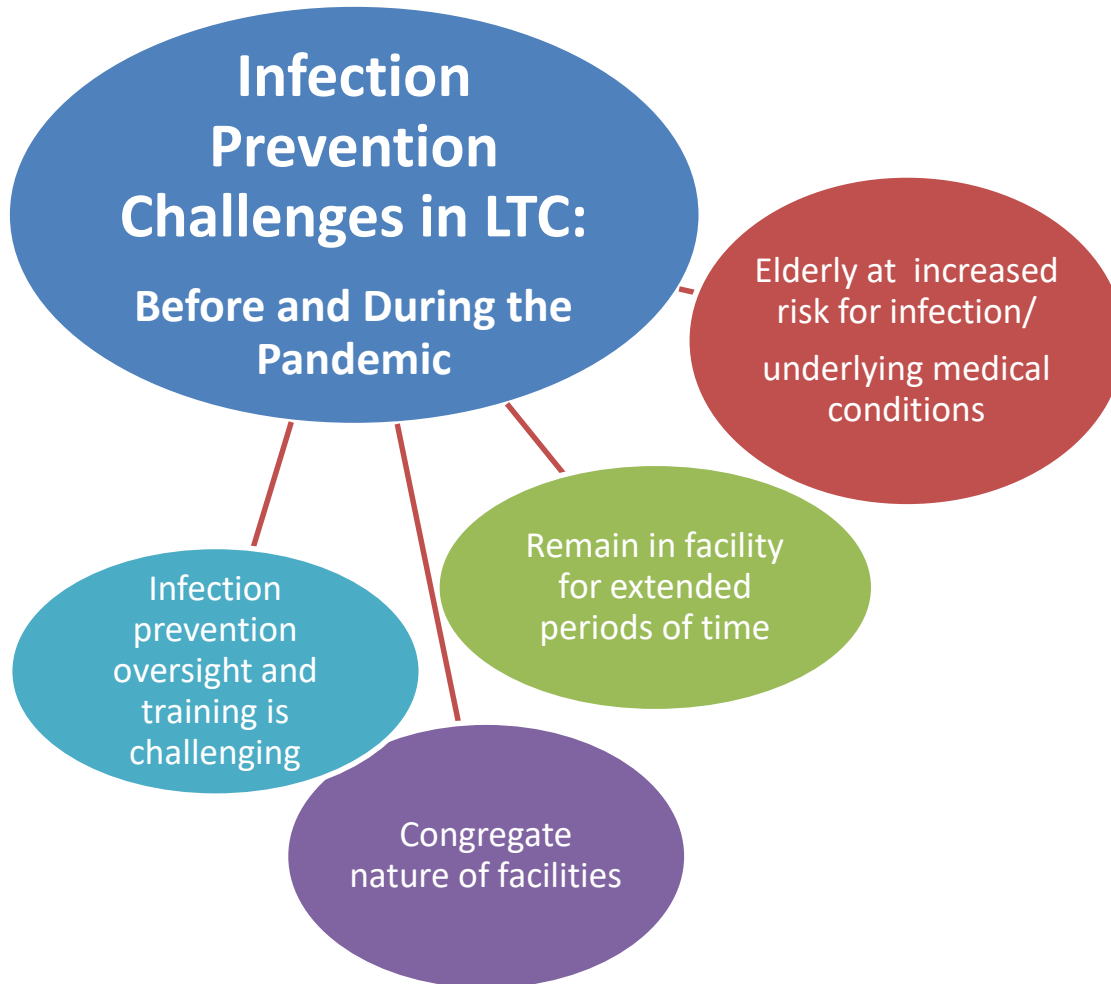 Infection
Prevention
Challenges in LTC:
Before and During the
Pandemic
Elderly at increased
risk for infection/
underlying medical
conditions
Remain in facility
for extended
periods of time
Infection
prevention
oversight and
training is
challenging
Congregate
nature of facilities